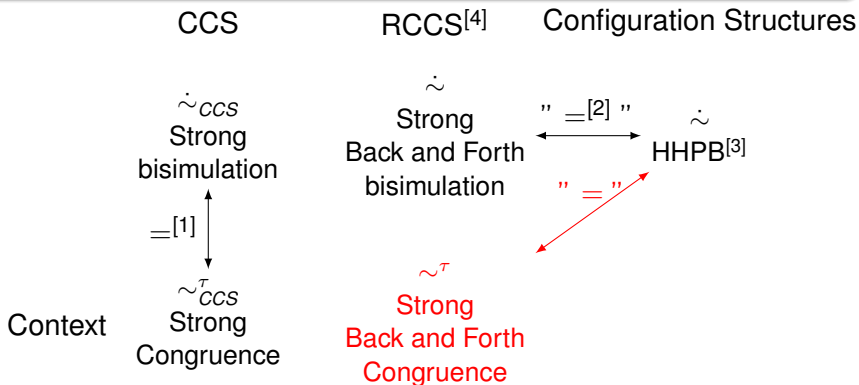 CCS RCCS[4] Configuration Structures
∼̇CCS
Strong
bisimulation
∼̇
Strong
Back and Forth
bisimulation
" =[2] "
∼̇
HHPB[3]
=[1]
" = "
Context
∼τCCS
Strong
Congruence
∼τ
Strong
Back and Forth
Congruence